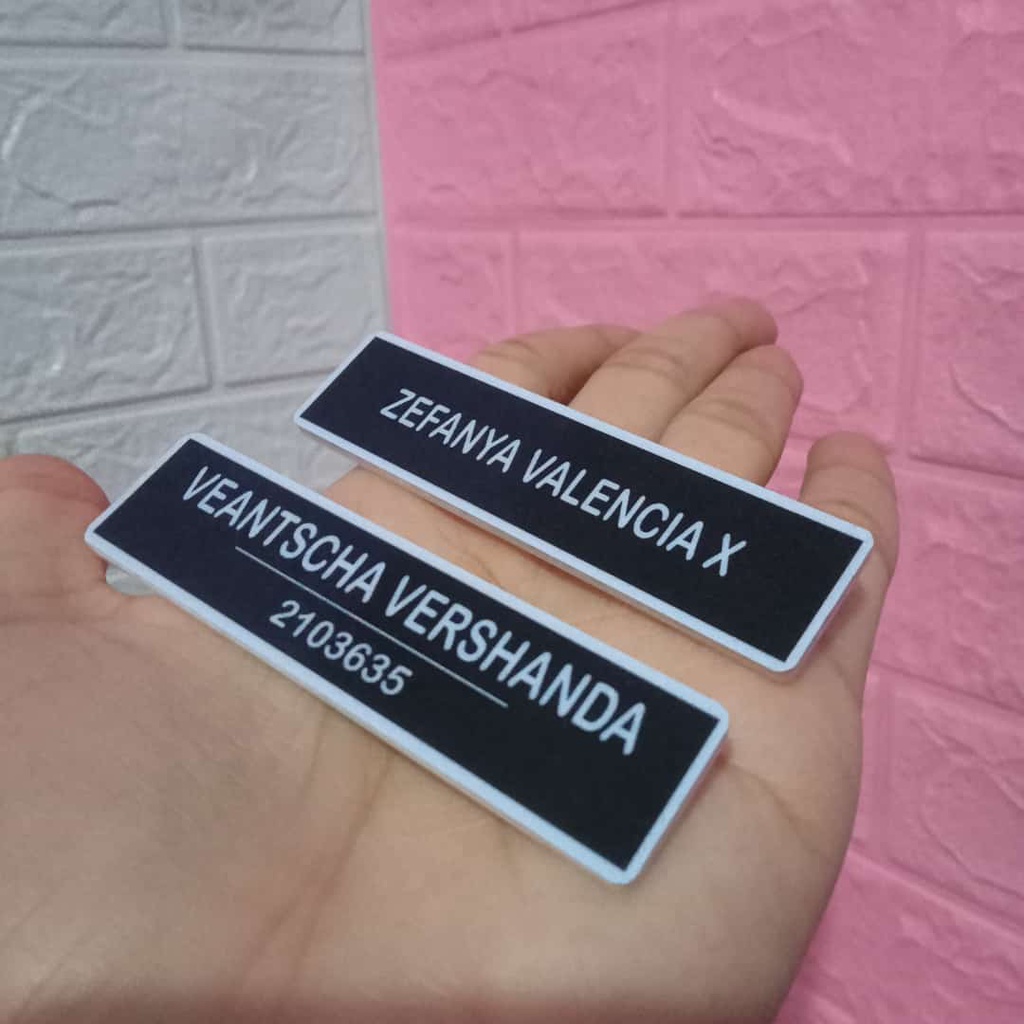 ZEFANYA VALENCIA X
VEANTSCHA VERSHANDA
2103635